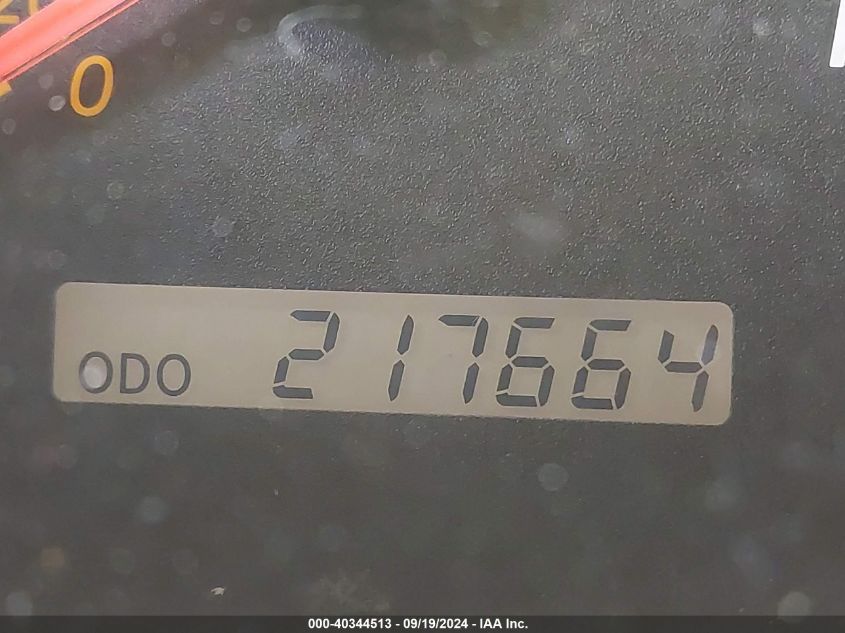 0
ODO 217664
000-40344513 - 09/19/2024 - IAA Inc.